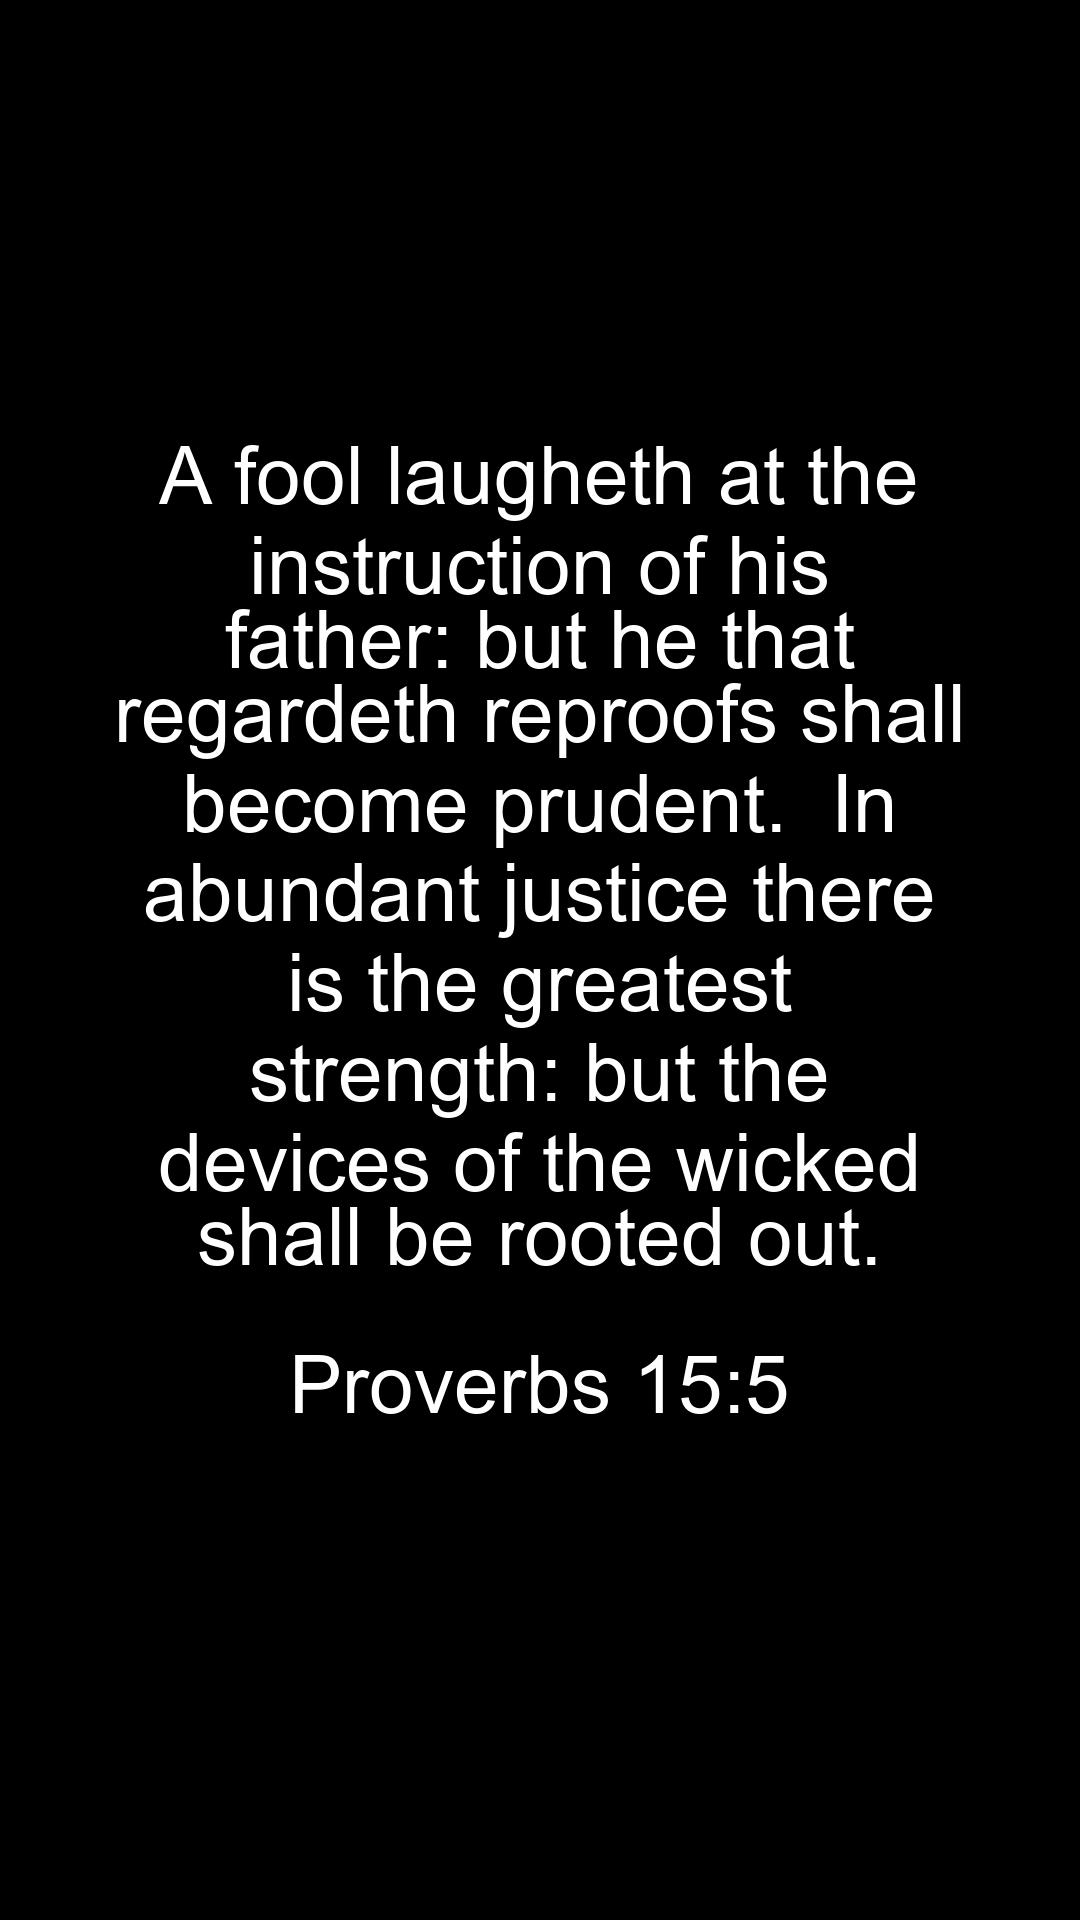 A fool laugheth at the
instruction of his
father: but he that
regardeth reproofs shall
become prudent.  In
abundant justice there
is the greatest
strength: but the
devices of the wicked
shall be rooted out.
Proverbs 15:5